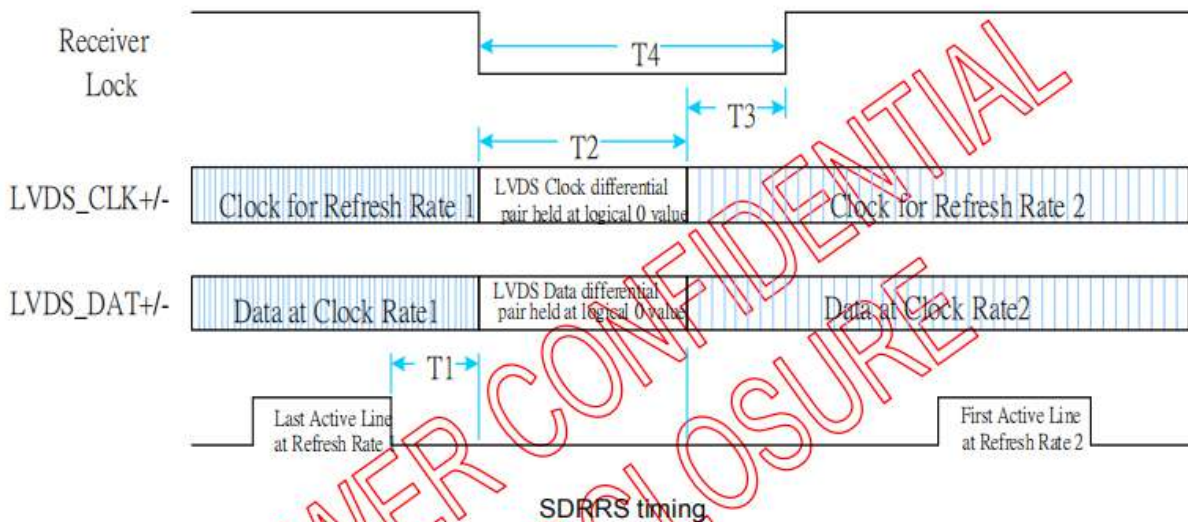 Receiver
Lock
T4
T3
T2
LVDS_CLK+/-
Clock for Refresh Rate 1
LVDS Clock differential
pair held at logical 0 value
Clock for Refresh Rate 2
LVDS_DAT+/-
Data at Clock Rate1
LVDS Data differential
pair held at logical 0 value
Data at Clock Rate2
T1
Last Active Line
at Refresh Rate
First Active Line
at Refresh Rate 2
SDRRS timing
CONFIDENTIAL